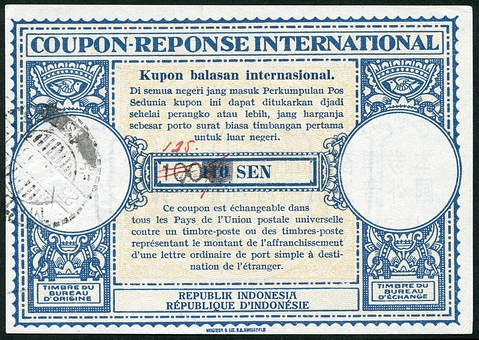 COUPON-REPONSE INTERNATIONAL
Kupon balasan internasional.
Di semua negeri jang masuk Perkumpulan Pos
Sedunia kupon ini dapat ditukarkan djadi
sehelai perangko atau lebih, jang harganja
sebesar porto surat biasa timbangan pertama
untuk luar negeri.
125.
100 SEN
Ce coupon est échangeable dans
tous les Pays de l'Union postale universelle
contre un timbre-poste ou des timbres-poste
représentant le montant de l'affranchissement
d'une lettre ordinaire de port simple à desti-
nation de l'étranger.
TIMBRE DU
BUREAU
D'ORIGINE
REPUBLIK INDONESIA
RÉPUBLIQUE D'INDONÉSIE
TIMBRE DU
BUREAU
D'ÉCHANGE